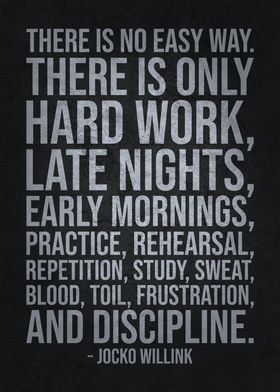 THERE IS NO EASY WAY.
THERE IS ONLY
HARD WORK,
LATE NIGHTS,
EARLY MORNINGS,
PRACTICE, REHEARSAL,
REPETITION, STUDY, SWEAT,
BLOOD, TOIL, FRUSTRATION,
AND DISCIPLINE.
- JOCKO WILLINK